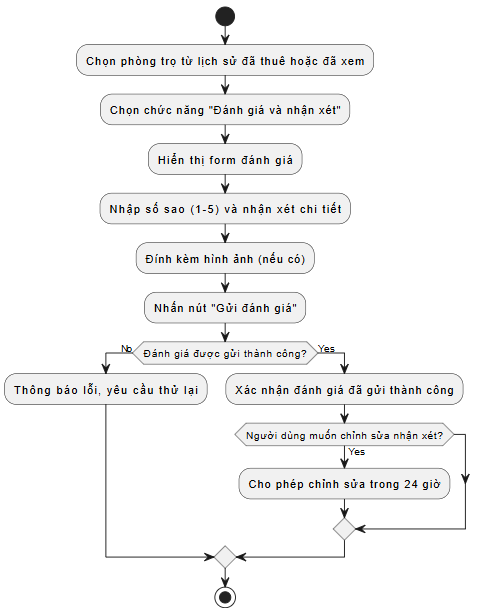 Chọn phòng trọ từ lịch sử đã thuê hoặc đã xem
Chọn chức năng "Đánh giá và nhận xét"
Hiển thị form đánh giá
Nhập số sao (1-5) và nhận xét chi tiết
Đính kèm hình ảnh (nếu có)
Nhấn nút "Gửi đánh giá"
No
Đánh giá được gửi thành công?
Yes
Thông báo lỗi, yêu cầu thử lại
Xác nhận đánh giá đã gửi thành công
Người dùng muốn chỉnh sửa nhận xét?
Yes
Cho phép chỉnh sửa trong 24 giờ